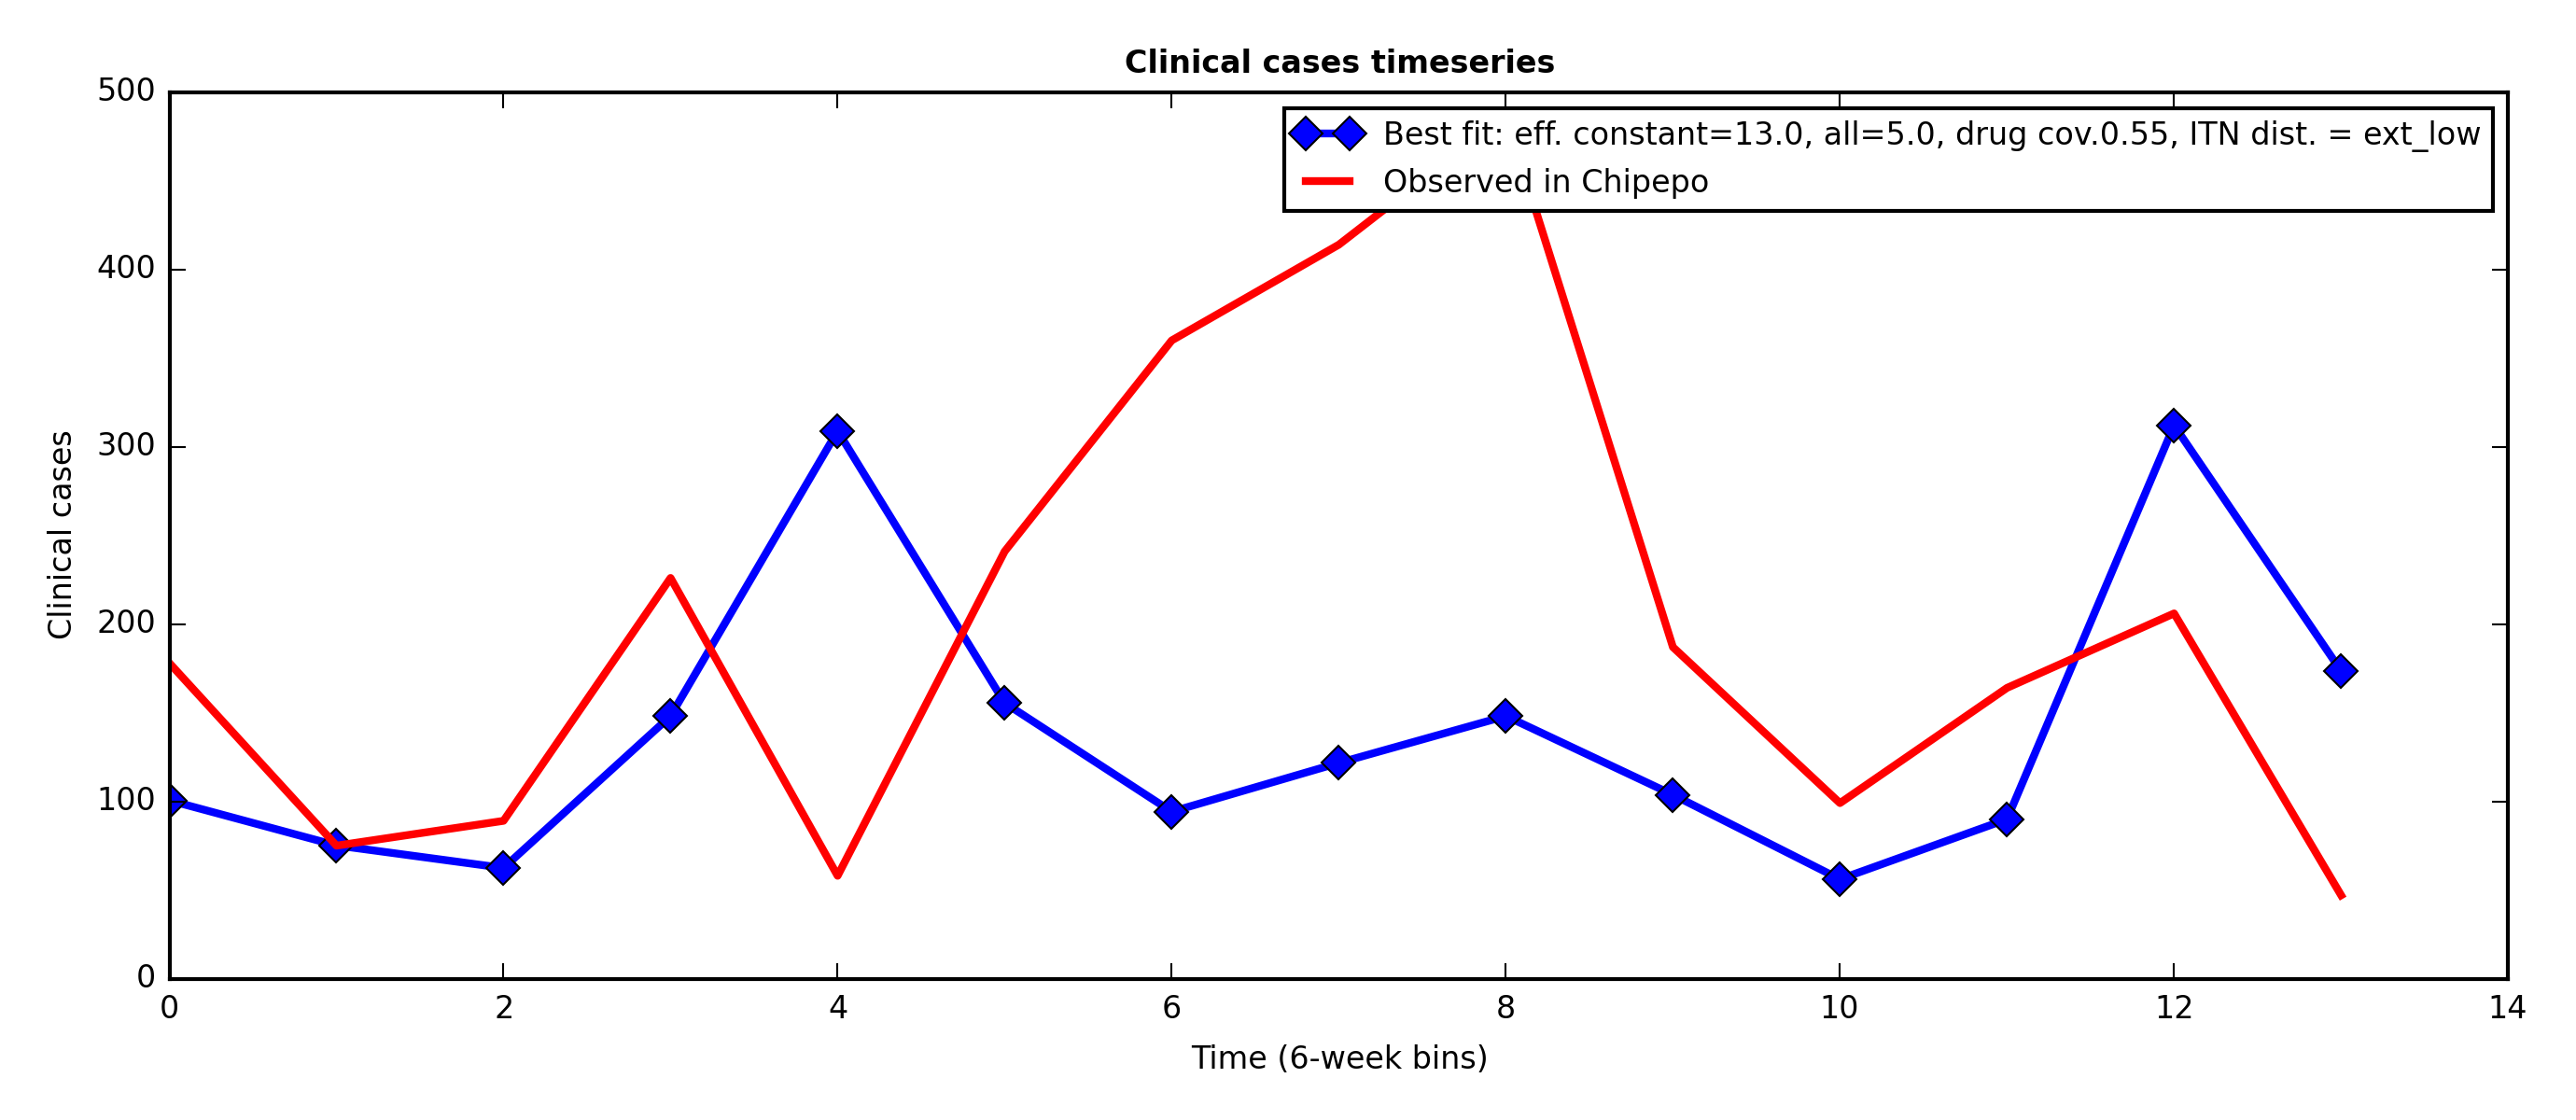 Clinical cases timeseries
Best fit: eff. constant=13.0, all=5.0, drug cov.0.55, ITN dist. = ext_low
Observed in Chipepo
500
400
300
200
100
0
Clinical cases
0 2 4 6 8 10 12 14
Time (6-week bins)